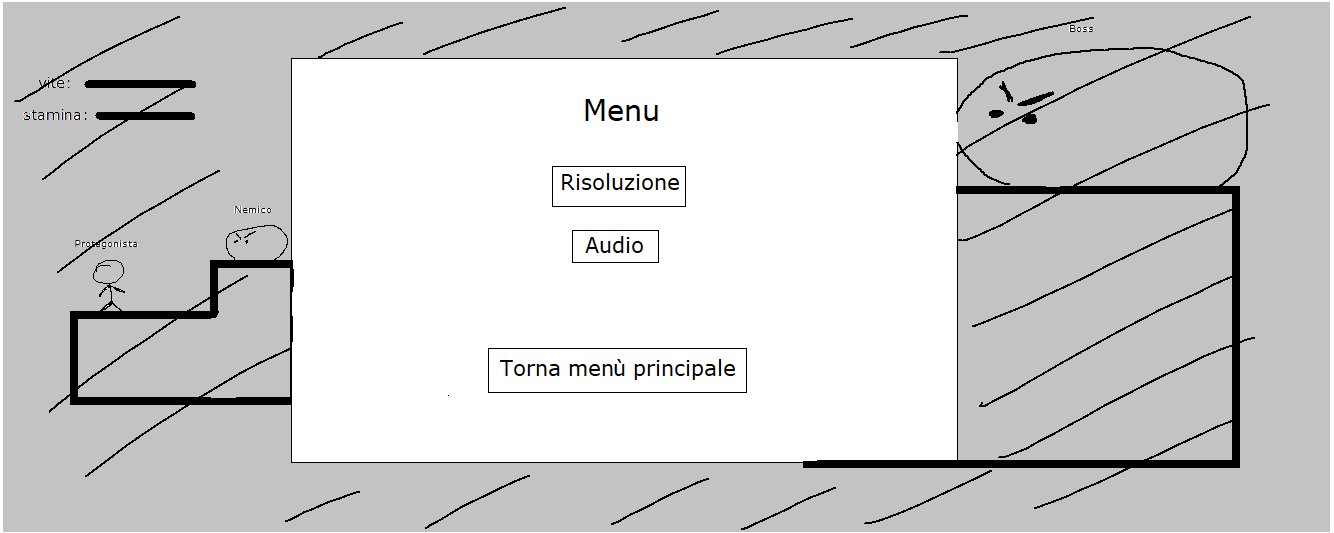 Boss
vite:
stamina:
Menu
Risoluzione
Nemico
Protagonista
Audio
Torna menù principale